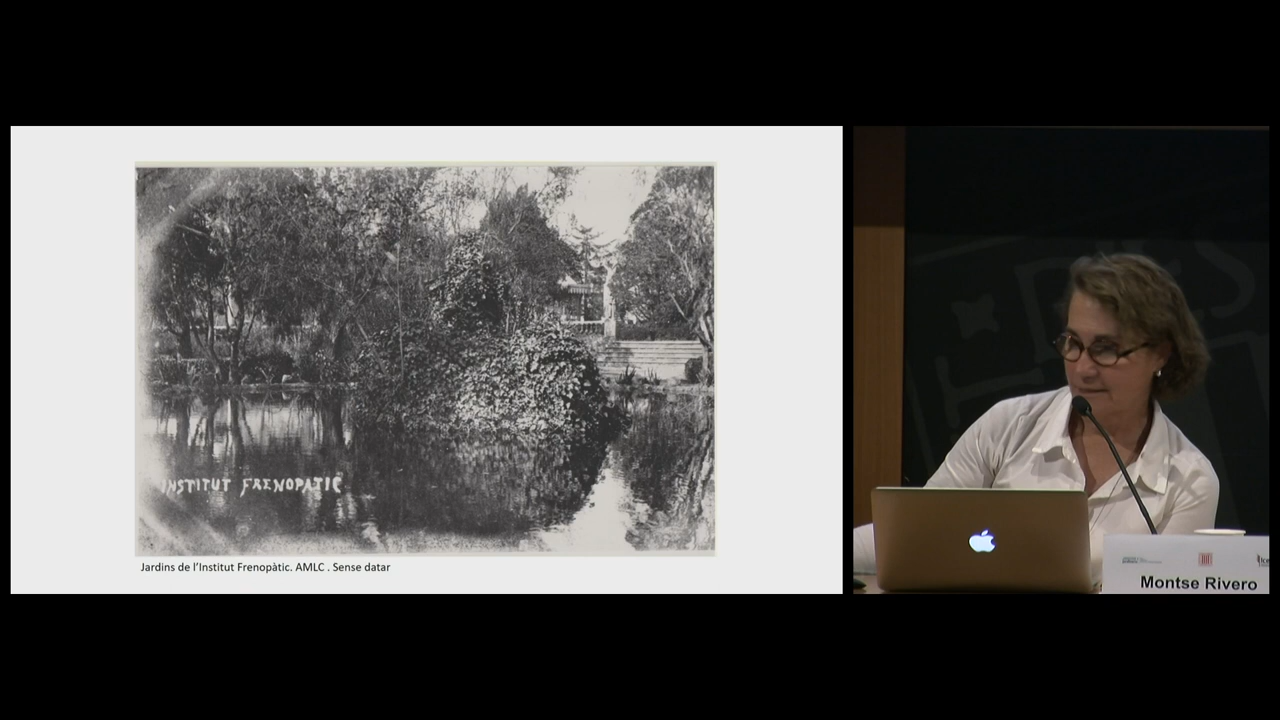 INSTITUT FRENOPATIC
Jardins de l'Institut Frenopàtic. AMLC . Sense datar
Montse Rivero